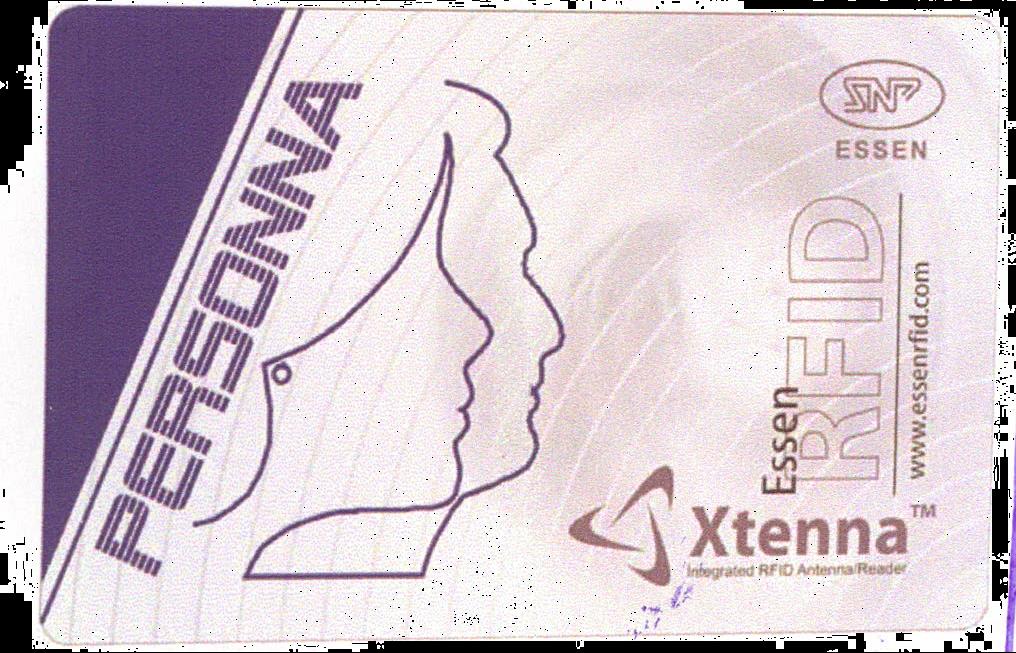 PERSONNA
SNP
ESSEN
Essen
RFID
www.essenrfid.com
Xtenna™
Integrated RFID Antenna/Reader